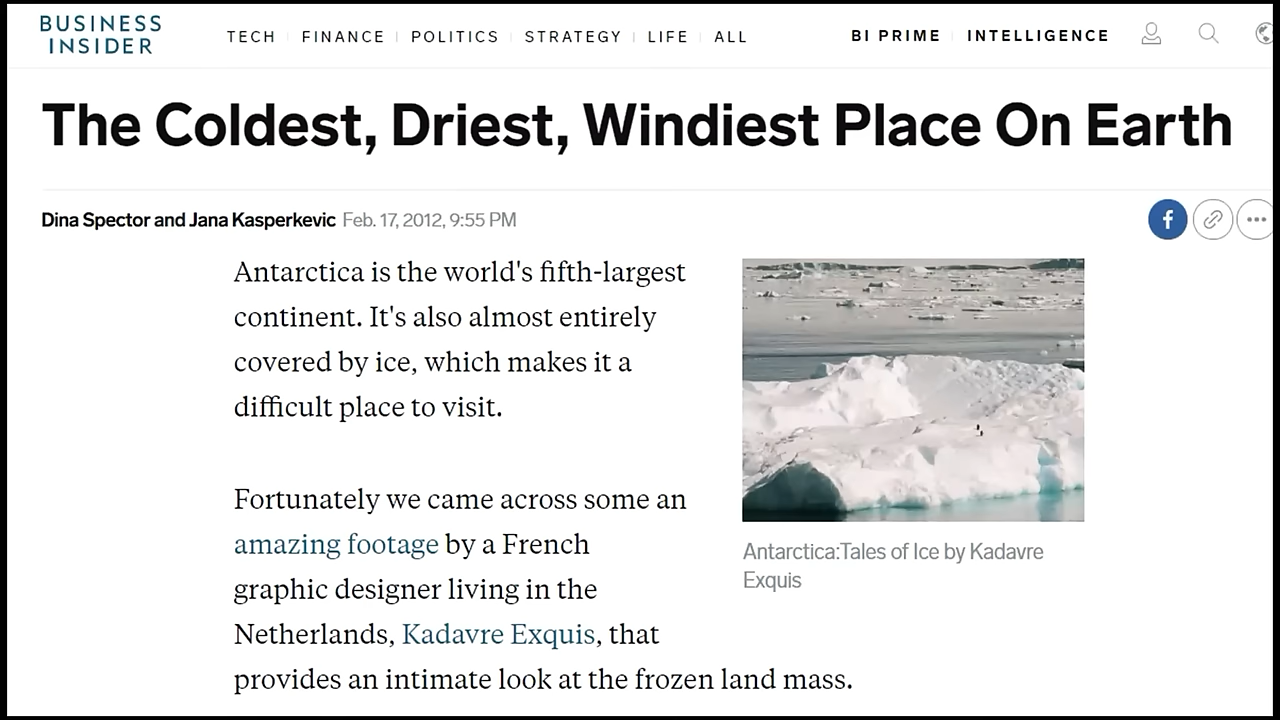 BUSINESS
INSIDER
TECH FINANCE POLITICS STRATEGY LIFE ALL
BI PRIME INTELLIGENCE
The Coldest, Driest, Windiest Place On Earth
Dina Spector and Jana Kasperkevic Feb. 17, 2012, 9:55 PM
f
Antarctica is the world's fifth-largest
continent. It's also almost entirely
covered by ice, which makes it a
difficult place to visit.
Fortunately we came across some an
amazing footage by a French
graphic designer living in the
Netherlands, Kadavre Exquis, that
provides an intimate look at the frozen land mass.
Antarctica:Tales of Ice by Kadavre
Exquis